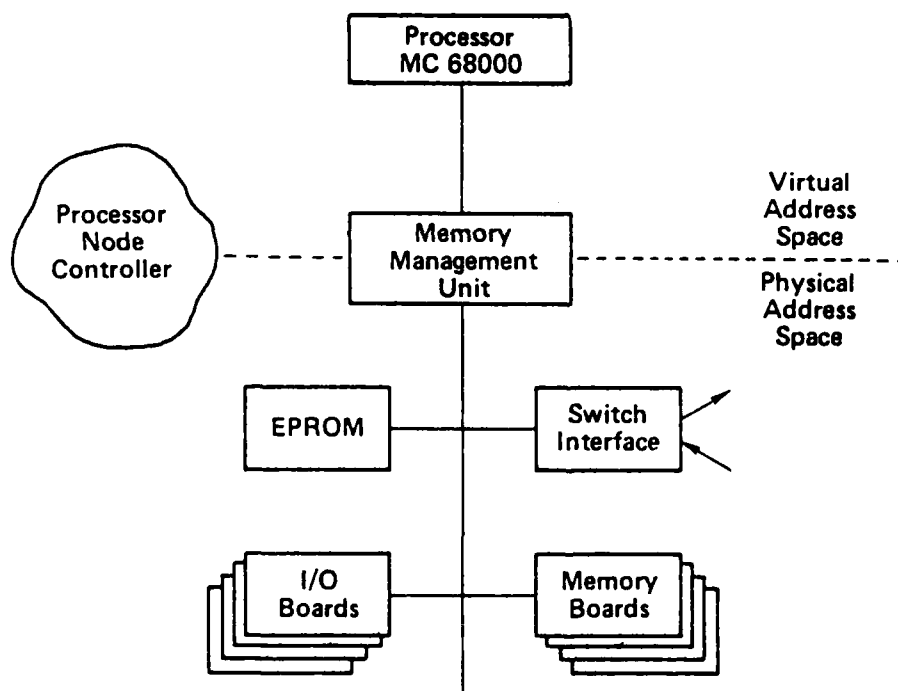 Processor
MC 68000
Processor
Node
Controller
Memory
Management
Unit
Virtual
Address
Space
Physical
Address
Space
EPROM
Switch
Interface
I/O
Boards
Memory
Boards